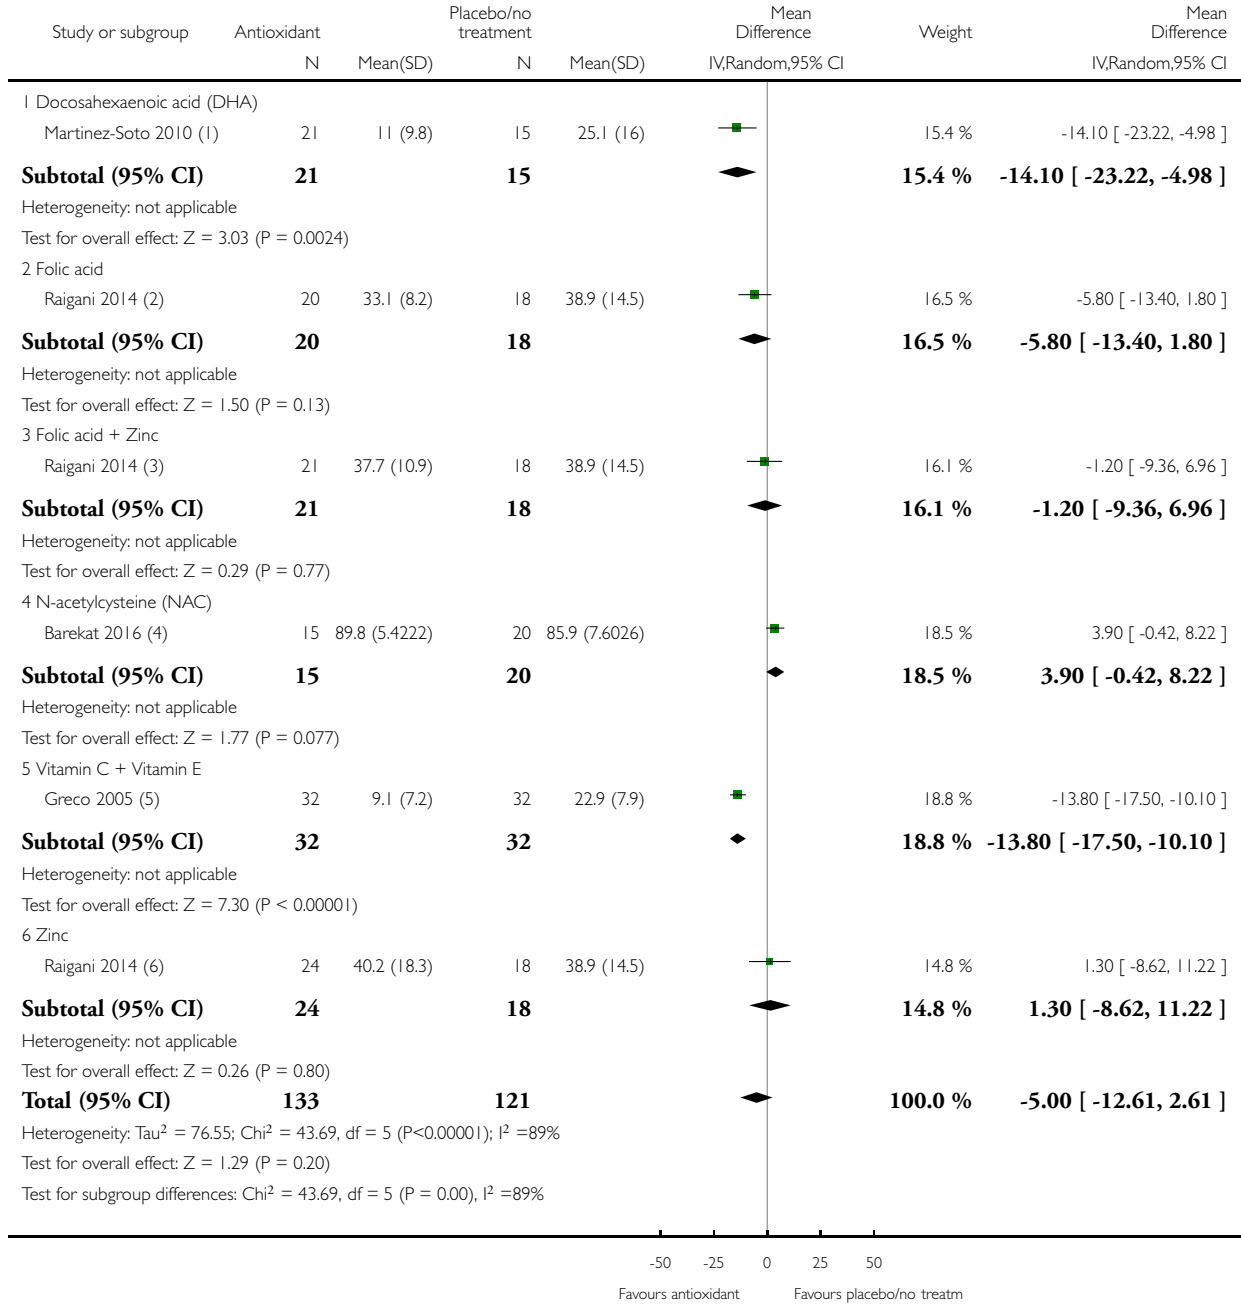 Study or subgroup Antioxidant Placebo/no treatment Mean Difference Weight Mean Difference
N Mean(SD) N Mean(SD) IV,Random,95% CI IV,Random,95% CI
1 Docosahexaenoic acid (DHA)
Martinez-Soto 2010 (1) 21 11 (9.8) 15 25.1 (16) 15.4 % -14.10 [ -23.22, -4.98 ]
Subtotal (95% CI) 21 15 15.4 % -14.10 [ -23.22, -4.98 ]
Heterogeneity: not applicable
Test for overall effect: Z = 3.03 (P = 0.0024)
2 Folic acid
Raigani 2014 (2) 20 33.1 (8.2) 18 38.9 (14.5) 16.5 % -5.80 [ -13.40, 1.80 ]
Subtotal (95% CI) 20 18 16.5 % -5.80 [ -13.40, 1.80 ]
Heterogeneity: not applicable
Test for overall effect: Z = 1.50 (P = 0.13)
3 Folic acid + Zinc
Raigani 2014 (3) 21 37.7 (10.9) 18 38.9 (14.5) 16.1 % -1.20 [ -9.36, 6.96 ]
Subtotal (95% CI) 21 18 16.1 % -1.20 [ -9.36, 6.96 ]
Heterogeneity: not applicable
Test for overall effect: Z = 0.29 (P = 0.77)
4 N-acetylcysteine (NAC)
Barekat 2016 (4) 15 89.8 (5.4222) 20 85.9 (7.6026) 18.5 % 3.90 [ -0.42, 8.22 ]
Subtotal (95% CI) 15 20 18.5 % 3.90 [ -0.42, 8.22 ]
Heterogeneity: not applicable
Test for overall effect: Z = 1.77 (P = 0.077)
5 Vitamin C + Vitamin E
Greco 2005 (5) 32 9.1 (7.2) 32 22.9 (7.9) 18.8 % -13.80 [ -17.50, -10.10 ]
Subtotal (95% CI) 32 32 18.8 % -13.80 [ -17.50, -10.10 ]
Heterogeneity: not applicable
Test for overall effect: Z = 7.30 (P < 0.00001)
6 Zinc
Raigani 2014 (6) 24 40.2 (18.3) 18 38.9 (14.5) 14.8 % 1.30 [ -8.62, 11.22 ]
Subtotal (95% CI) 24 18 14.8 % 1.30 [ -8.62, 11.22 ]
Heterogeneity: not applicable
Test for overall effect: Z = 0.26 (P = 0.80)
Total (95% CI) 133 121 100.0 % -5.00 [ -12.61, 2.61 ]
Heterogeneity: Tau² = 76.55; Chi² = 43.69, df = 5 (P<0.00001); I² =89%
Test for overall effect: Z = 1.29 (P = 0.20)
Test for subgroup differences: Chi² = 43.69, df = 5 (P = 0.00), I² =89%
-50 -25 0 25 50
Favours antioxidant Favours placebo/no treatm